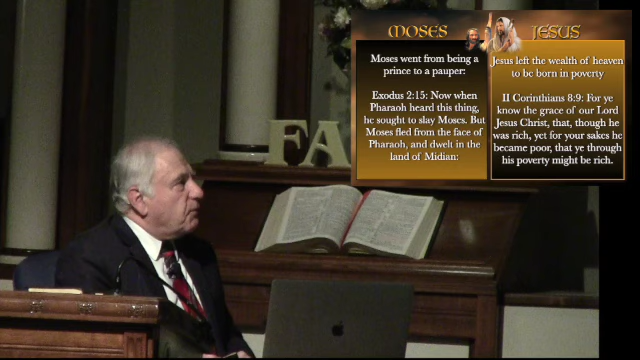 MOSES
Moses went from being a
prince to a pauper:
Exodus 2:15: Now when
Pharaoh heard this thing,
he sought to slay Moses. But
Moses fled from the face of
Pharaoh, and dwelt in the
land of Midian:
JESUS
Jesus left the wealth of heaven
to be born in poverty
II Corinthians 8:9: For ye
know the grace of our Lord
Jesus Christ, that, though he
was rich, yet for your sakes he
became poor, that ye through
his poverty might be rich.
FA